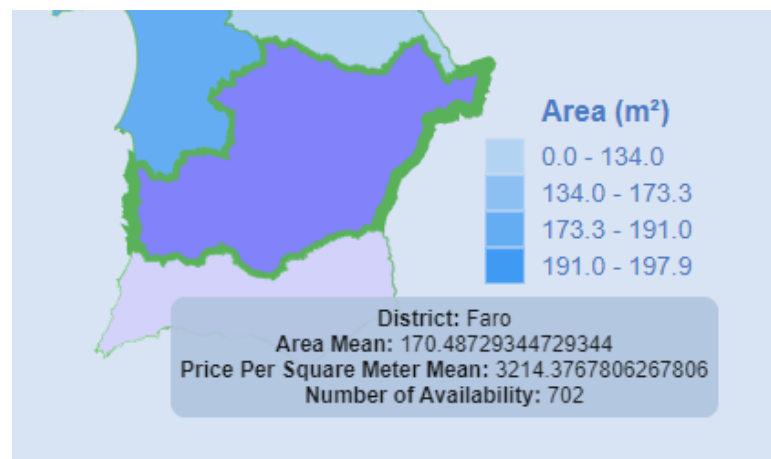 Area (m²)
0.0 - 134.0
134.0 - 173.3
173.3 - 191.0
191.0 - 197.9
District: Faro
Area Mean: 170.48729344729344
Price Per Square Meter Mean: 3214.3767806267806
Number of Availability: 702